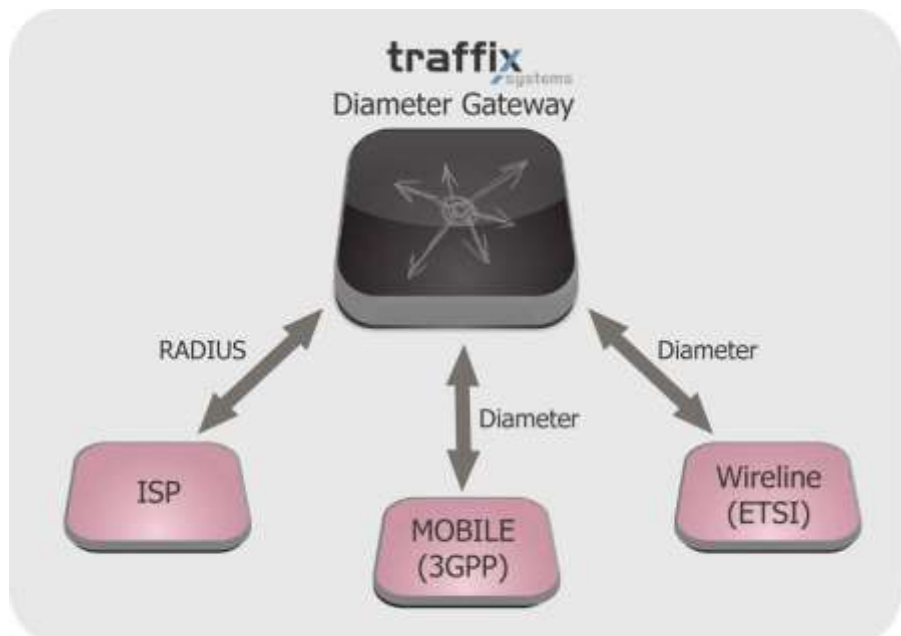 traffix
systems
Diameter Gateway
RADIUS
Diameter
Diameter
ISP
Wireline
(ETSI)
MOBILE
(3GPP)